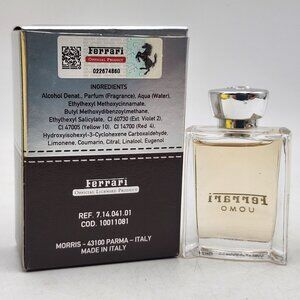 Ferrari
OFFICIAL PRODUCT
022674860
INGREDIENTS
Alcohol Denat., Parfum (Fragrance), Aqua (Water),
Ethylhexyl Methoxycinnamate,
Butyl Methoxydibenzoylmethane,
Ethylhexyl Salicylate, CI 60730 (Ext. Violet 2),
CI 47005 (Yellow 10), CI 14700 (Red 4),
Hydroxyisohexyl-3-Cyclohexene Carboxaldehyde,
Limonene, Coumarin, Citral, Linalool, Eugenol
Ferrari
OFFICIAL LICENSED PRODUCT
REF. 7.14.041.01
COD. 10011081
MORRIS - 43100 PARMA – ITALY
MADE IN ITALY
Ferrari
UOMO